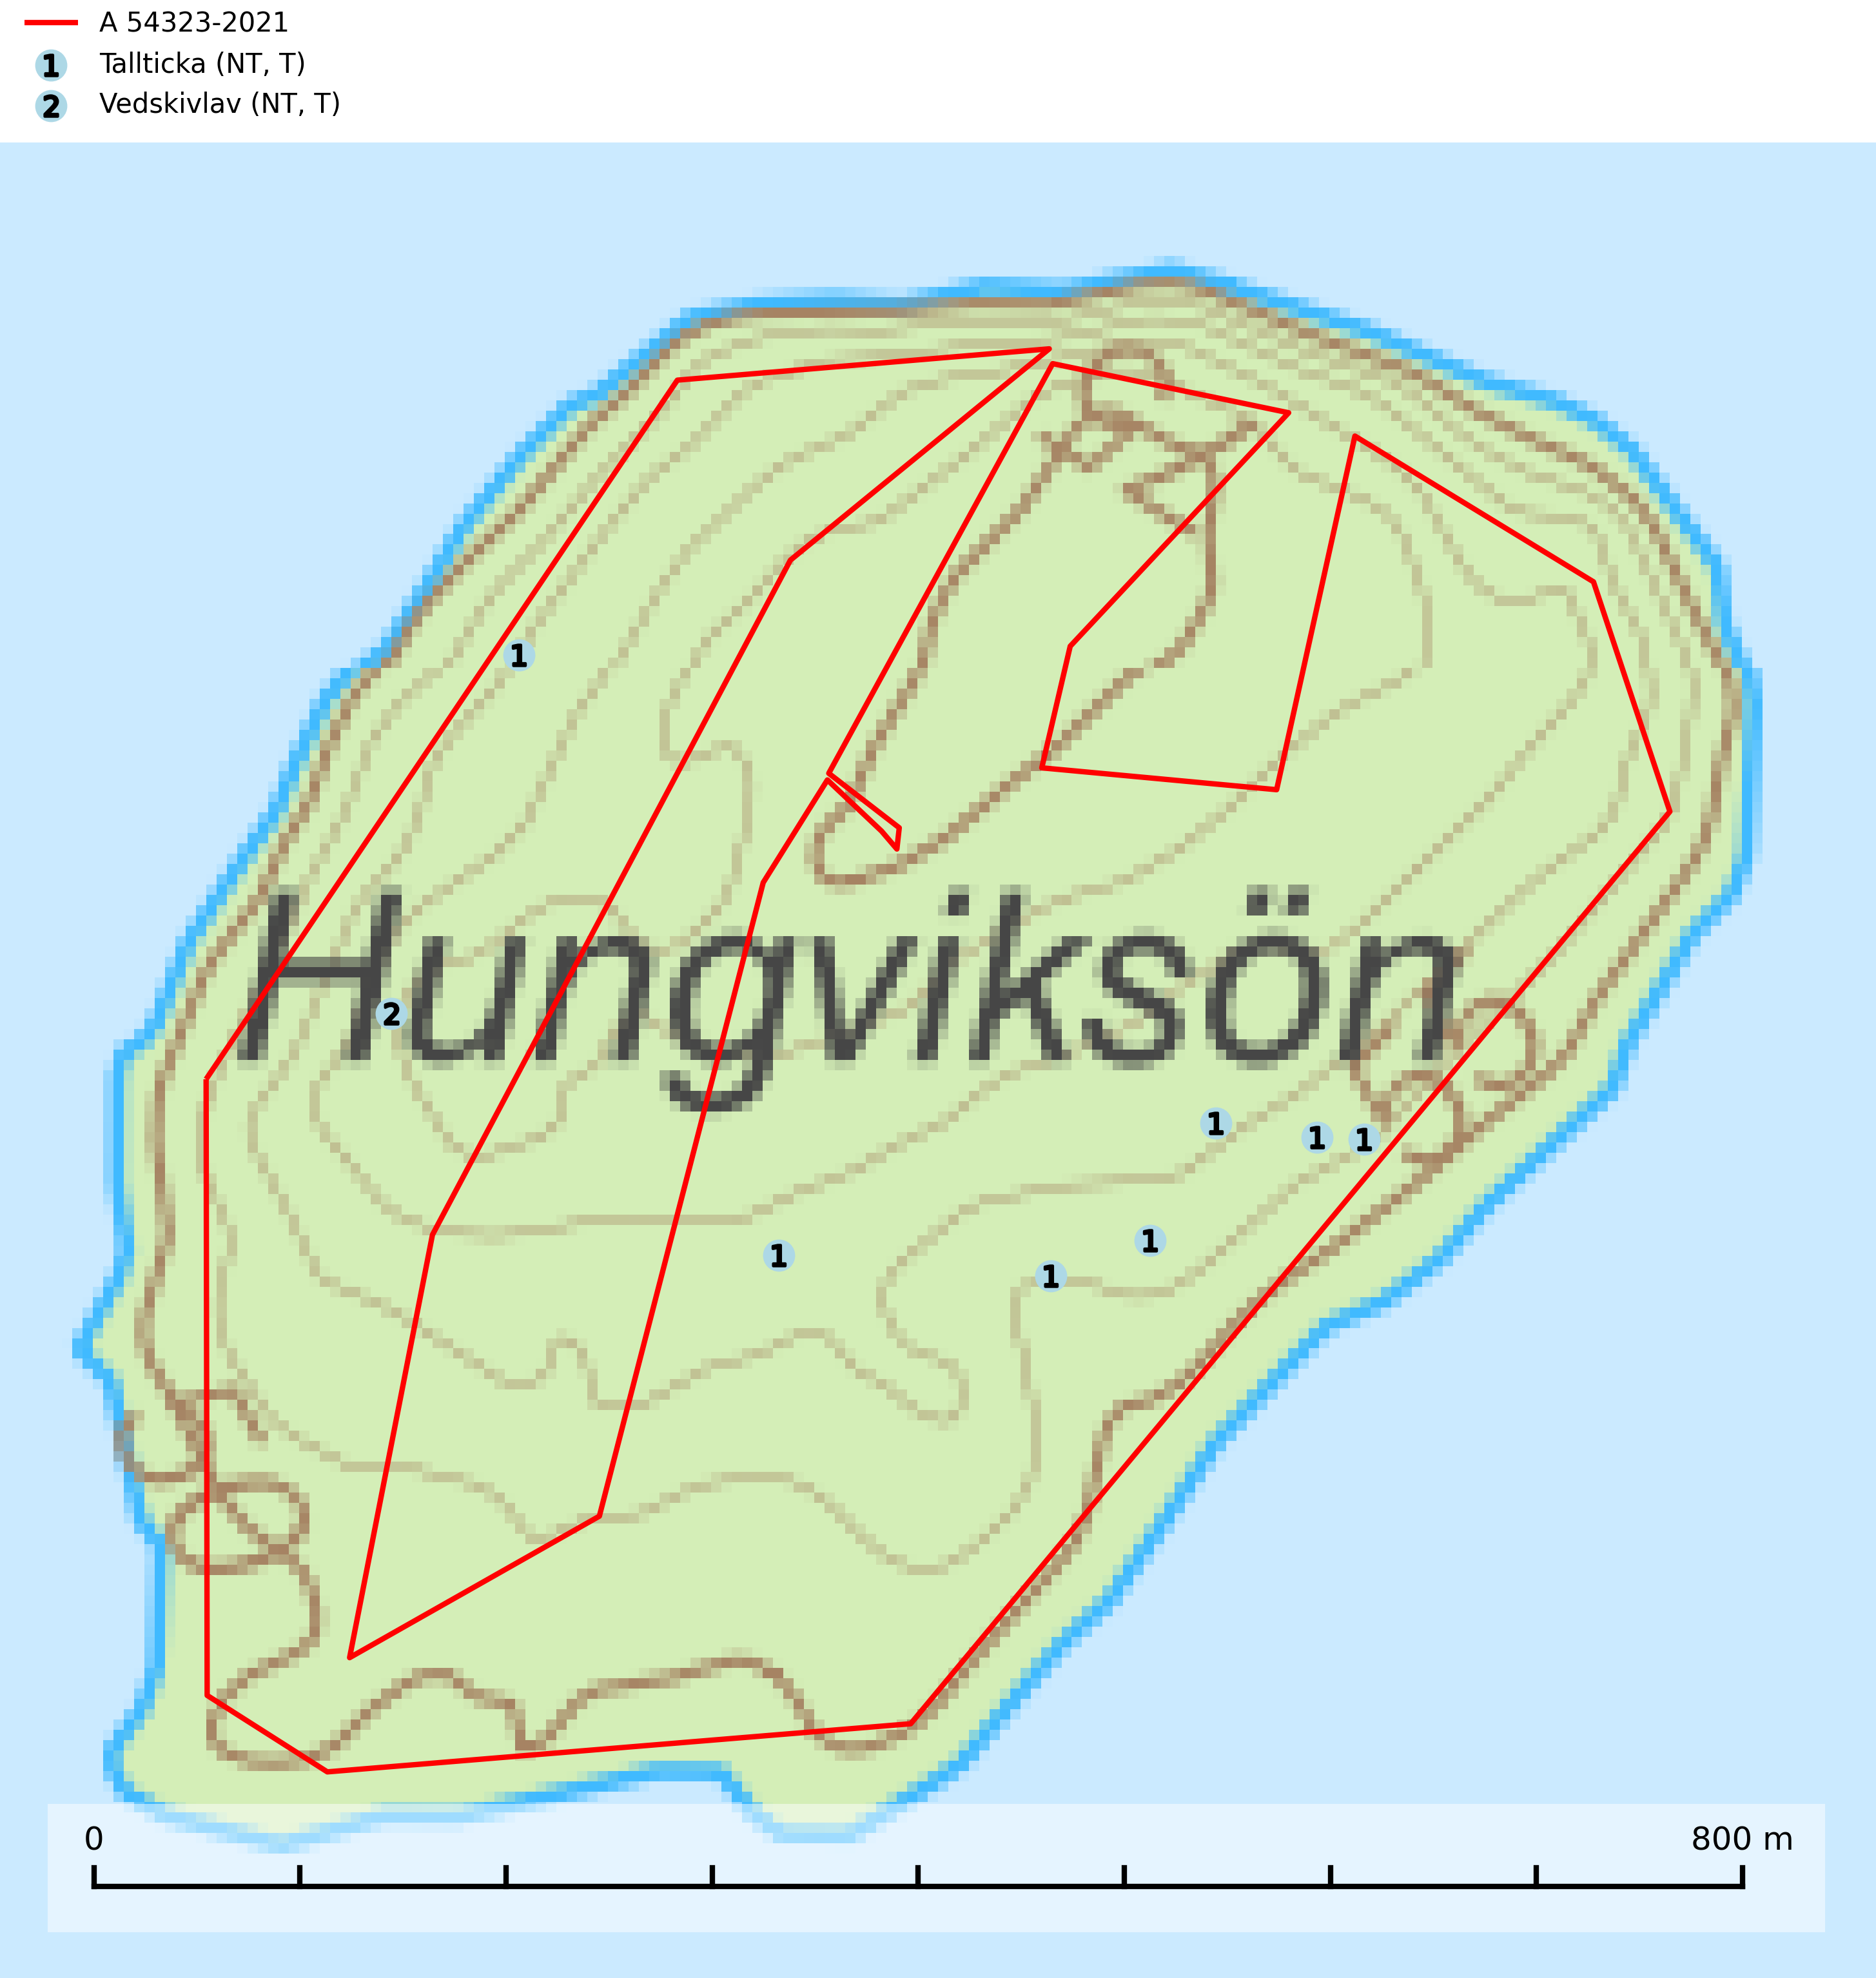 A 54323-2021
1 Tallticka (NT, T)
2 Vedskivlav (NT, T)
1
Hungviksön
2
1
1 1
1
1
1
0 800 m